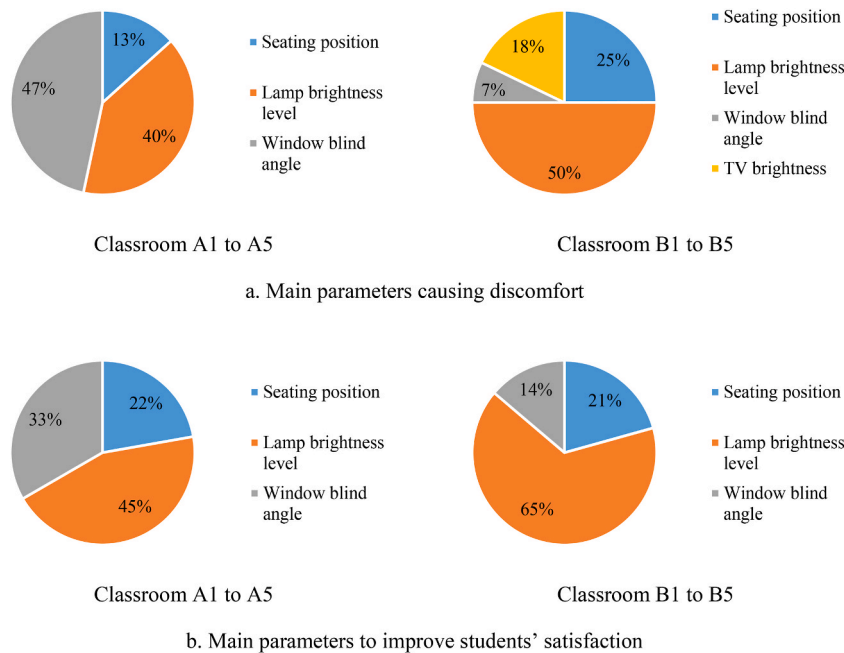 13%
47%
40%
Seating position
Lamp brightness
level
Window blind
angle
Classroom A1 to A5
18%
25%
7%
50%
Seating position
Lamp brightness
level
Window blind
angle
TV brightness
Classroom B1 to B5
a. Main parameters causing discomfort
22%
33%
45%
Seating position
Lamp brightness
level
Window blind
angle
Classroom A1 to A5
14%
21%
65%
Seating position
Lamp brightness
level
Window blind
angle
Classroom B1 to B5
b. Main parameters to improve students’ satisfaction